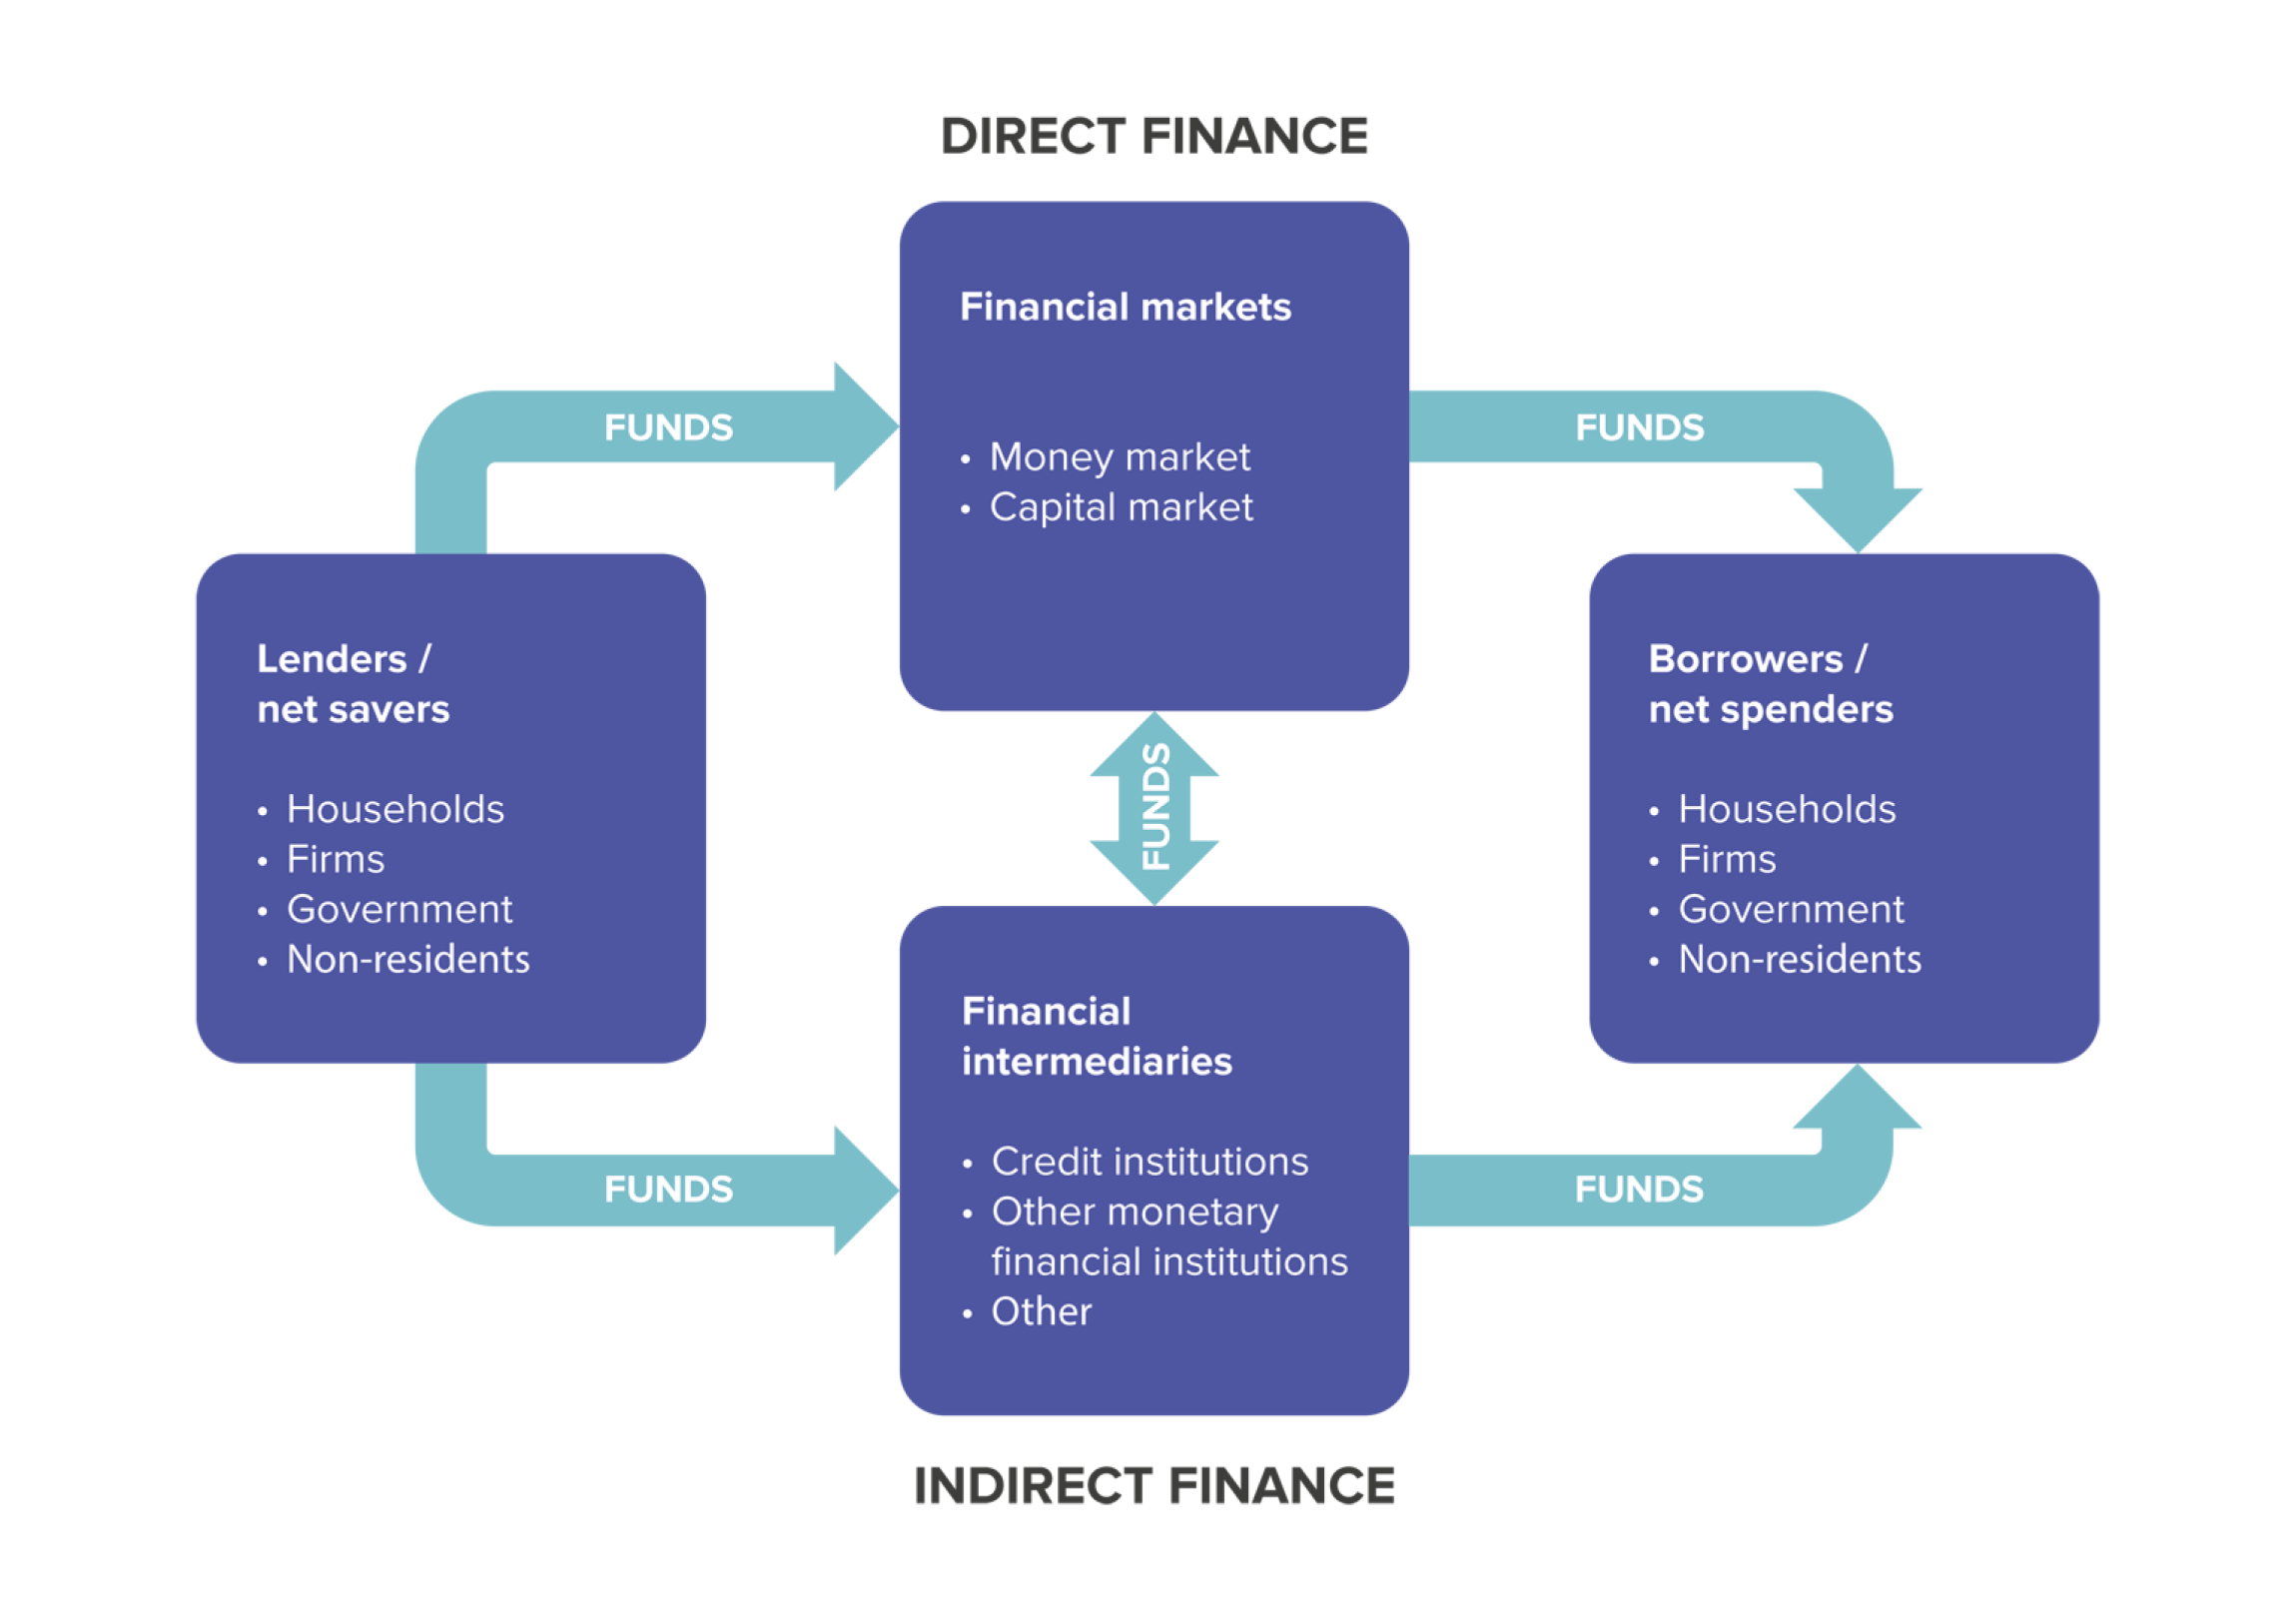 DIRECT FINANCE
Financial markets
• Money market
• Capital market
FUNDS
FUNDS
Lenders /
net savers
• Households
• Firms
• Government
• Non-residents
FUNDS
Borrowers /
net spenders
• Households
• Firms
• Government
• Non-residents
Financial
intermediaries
• Credit institutions
• Other monetary
financial institutions
• Other
FUNDS
FUNDS
INDIRECT FINANCE